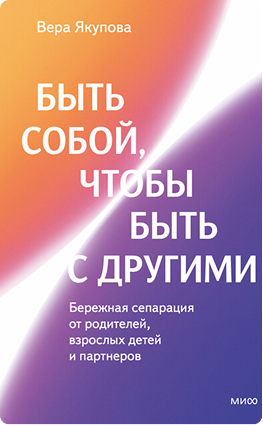 Вера Якупова
БЫТЬ
СОБОЙ,
ЧТОБЫ
БЫТЬ
С ДРУГИМИ
Бережная сепарация
от родителей,
взрослых детей
и партнеров
МИФ